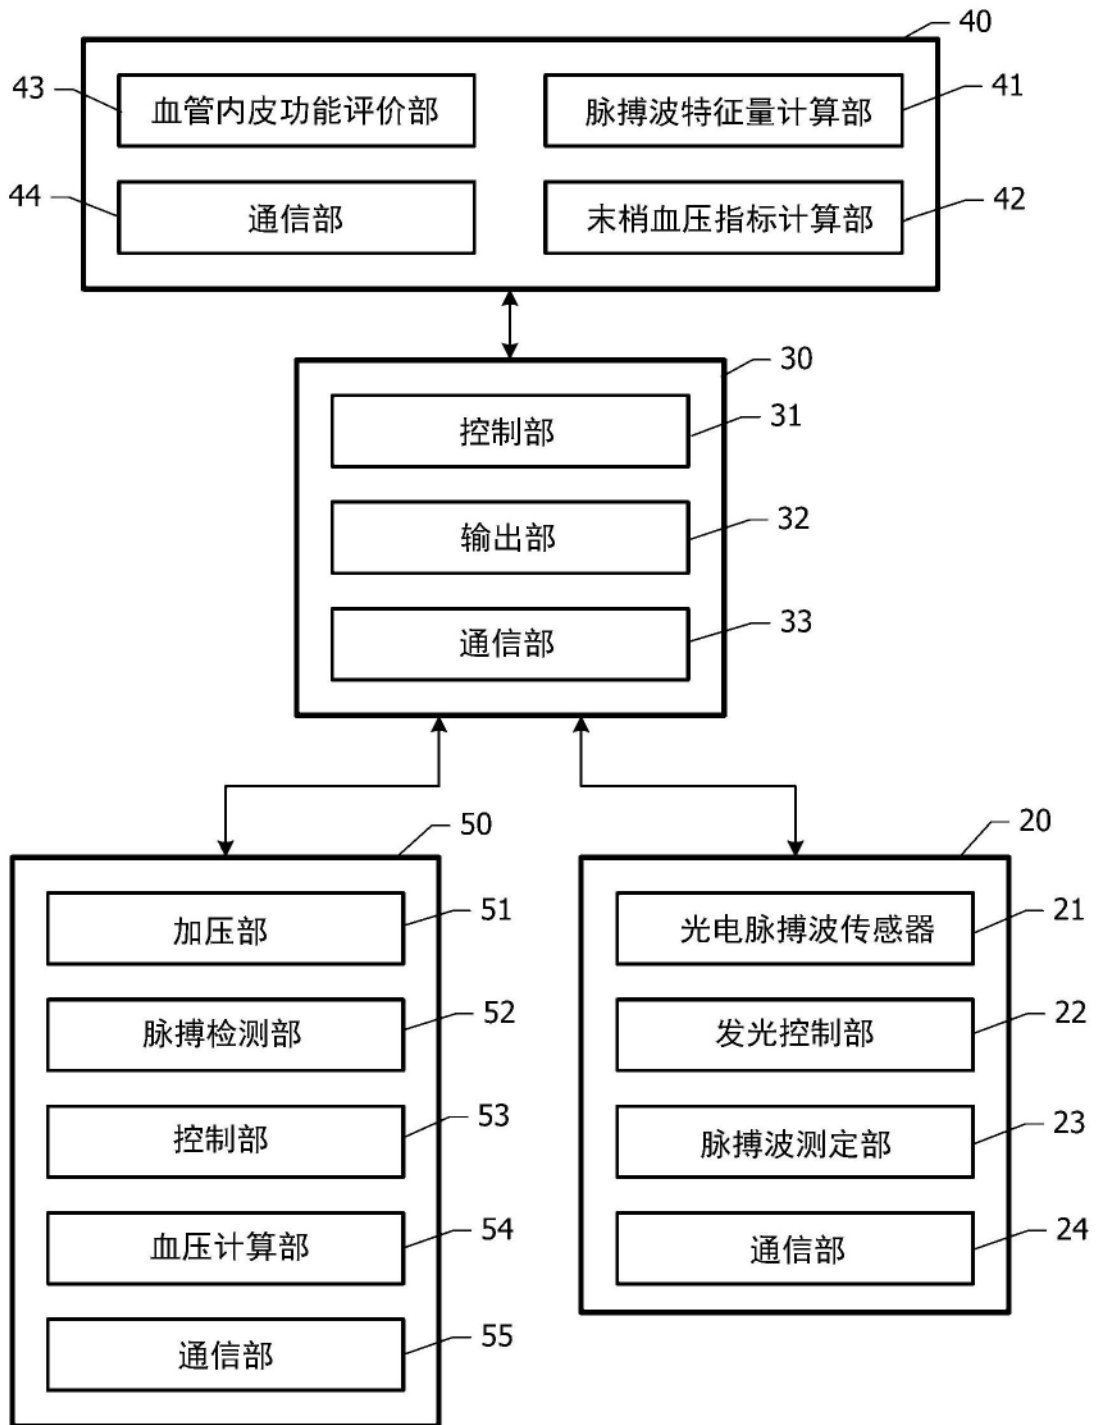 40
43
血管内皮功能评价部
脉搏波特征量计算部
41
44
通信部
末梢血压指标计算部
42
30
控制部
31
输出部
32
通信部
33
50
加压部
51
脉搏检测部
52
控制部
53
血压计算部
54
通信部
55
20
光电脉搏波传感器
21
发光控制部
22
脉搏波测定部
23
通信部
24